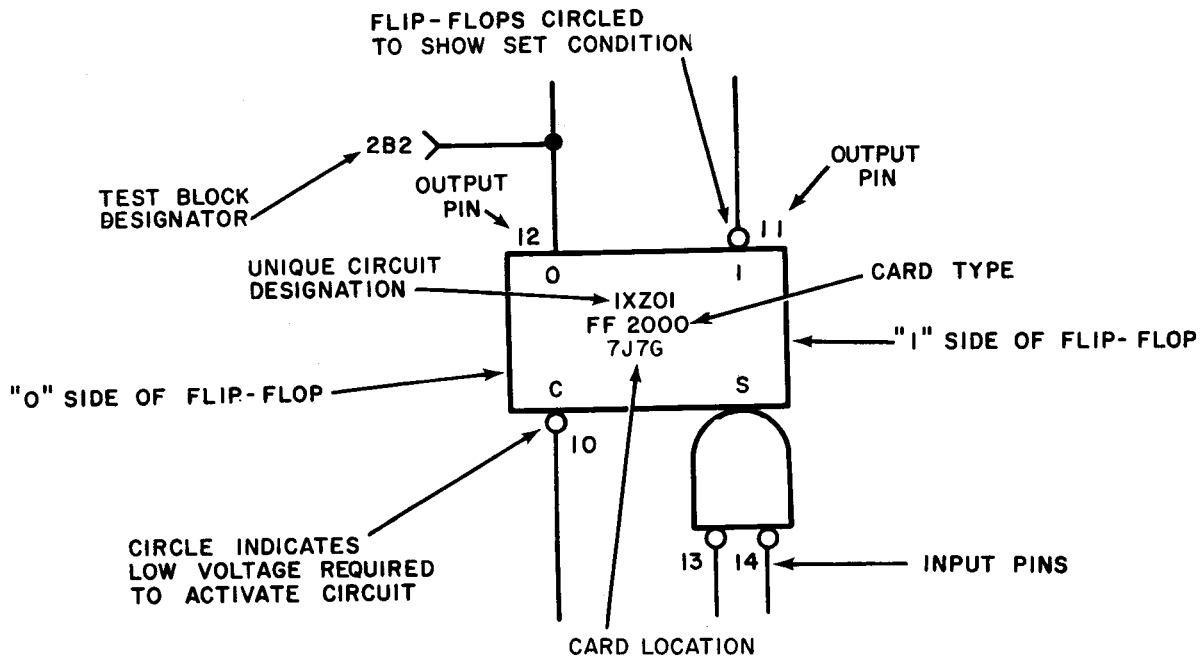 FLIP-FLOPS CIRCLED
TO SHOW SET CONDITION
2B2
TEST BLOCK
DESIGNATOR
OUTPUT
PIN
12
11
OUTPUT
PIN
UNIQUE CIRCUIT
DESIGNATION
0
1
1XZ01
FF 2000
7J7G
CARD TYPE
"1" SIDE OF FLIP-FLOP
"0" SIDE OF FLIP-FLOP
C
S
10
CIRCLE INDICATES
LOW VOLTAGE REQUIRED
TO ACTIVATE CIRCUIT
13
14
INPUT PINS
CARD LOCATION